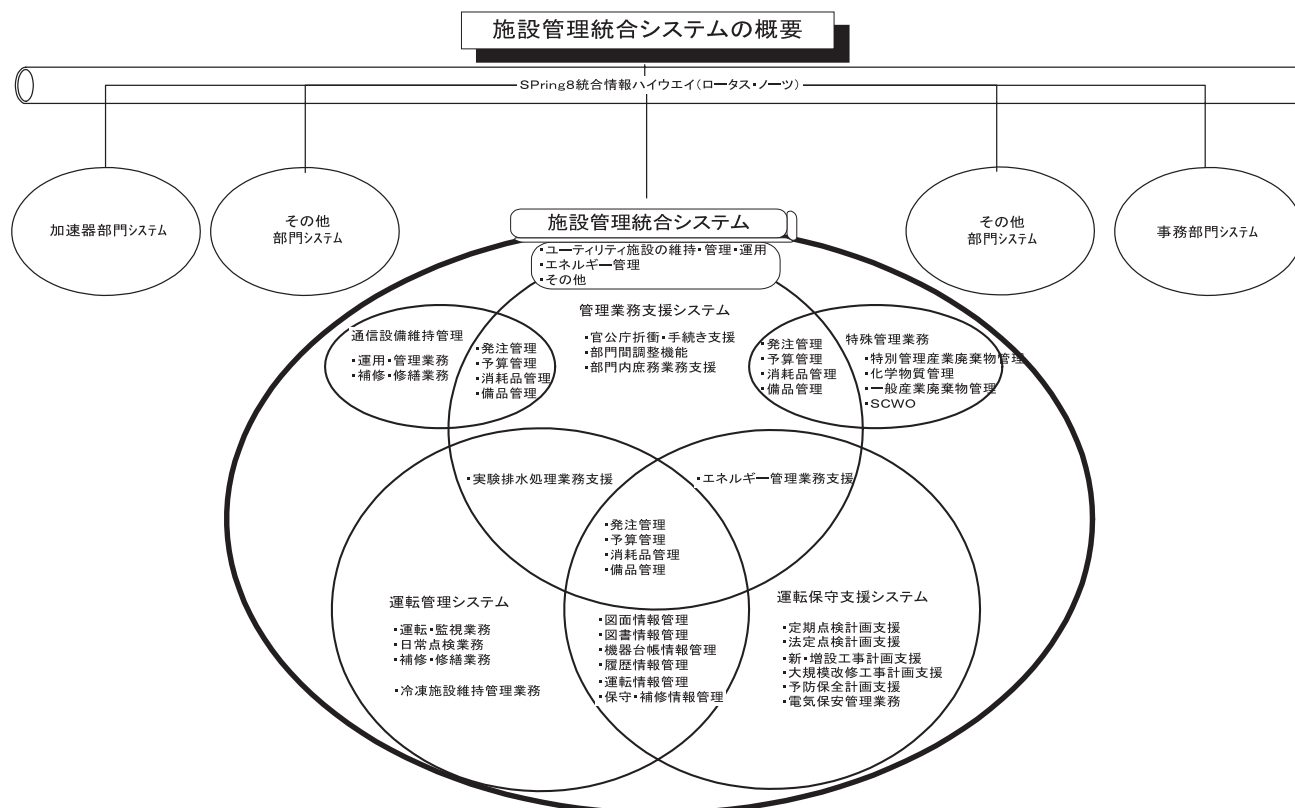 施設管理統合システムの概要
SPring8統合情報ハイウエイ(ロータス・ノーツ)
加速器部門システム
その他
部門システム
施設管理統合システム
その他
部門システム
事務部門システム
・ユーティリティ施設の維持・管理・運用
・エネルギー管理
・その他
管理業務支援システム
・官公庁折衝・手続き支援
・部門間調整機能
・部門内庶務業務支援
通信設備維持管理
・運用・管理業務
・補修・修繕業務
・発注管理
・予算管理
・消耗品管理
・備品管理
・発注管理
・予算管理
・消耗品管理
・備品管理
特殊管理業務
・特別管理産業廃棄物管理
・化学物質管理
・一般産業廃棄物管理
・SCWO
・実験排水処理業務支援
・エネルギー管理業務支援
・発注管理
・予算管理
・消耗品管理
・備品管理
運転管理システム
・運転・監視業務
・日常点検業務
・補修・修繕業務
・冷凍施設維持管理業務
・図面情報管理
・図書情報管理
・機器台帳情報管理
・履歴情報管理
・運転情報管理
・保守・補修情報管理
運転保守支援システム
・定期点検計画支援
・法定点検計画支援
・新・増設工事計画支援
・大規模改修工事計画支援
・予防保全計画支援
・電気保安管理業務